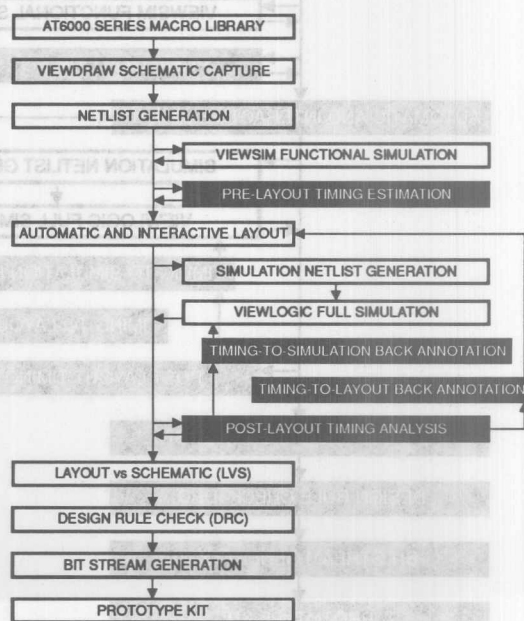 AT6000 SERIES MACRO LIBRARY
VIEWDRAW SCHEMATIC CAPTURE
NETLIST GENERATION
VIEWSIM FUNCTIONAL SIMULATION
PRE-LAYOUT TIMING ESTIMATION
AUTOMATIC AND INTERACTIVE LAYOUT
SIMULATION NETLIST GENERATION
VIEWLOGIC FULL SIMULATION
TIMING-TO-SIMULATION BACK ANNOTATION
TIMING-TO-LAYOUT BACK ANNOTATION
POST-LAYOUT TIMING ANALYSIS
LAYOUT vs SCHEMATIC (LVS)
DESIGN RULE CHECK (DRC)
BIT STREAM GENERATION
PROTOTYPE KIT